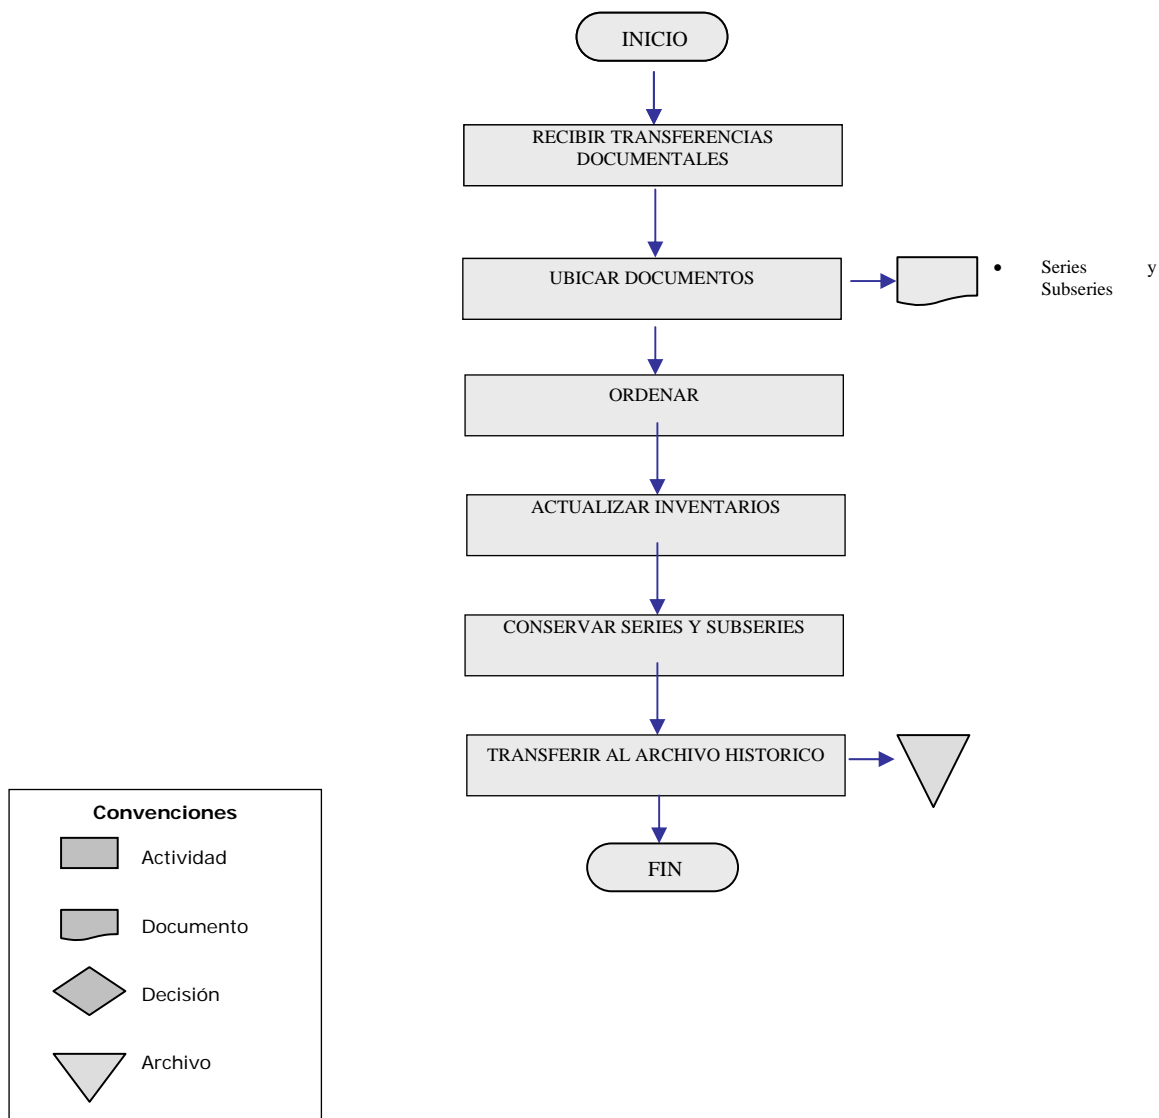 INICIO
RECIBIR TRANSFERENCIAS
DOCUMENTALES
UBICAR DOCUMENTOS
• Series y
Subseries
ORDENAR
ACTUALIZAR INVENTARIOS
CONSERVAR SERIES Y SUBSERIES
TRANSFERIR AL ARCHIVO HISTORICO
FIN
Convenciones
Actividad
Documento
Decisión
Archivo